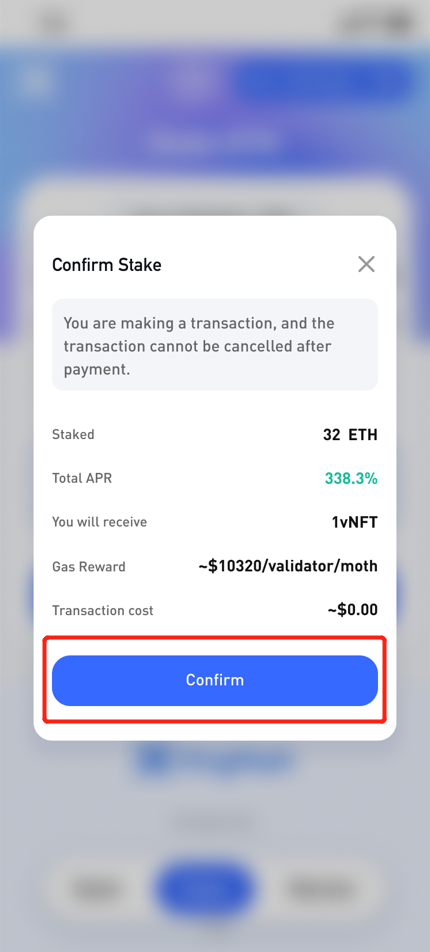 Confirm Stake
You are making a transaction, and the
transaction cannot be cancelled after
payment.
Staked 32 ETH
Total APR 338.3%
You will receive 1vNFT
Gas Reward ~$10320/validator/moth
Transaction cost ~$0.00
Confirm